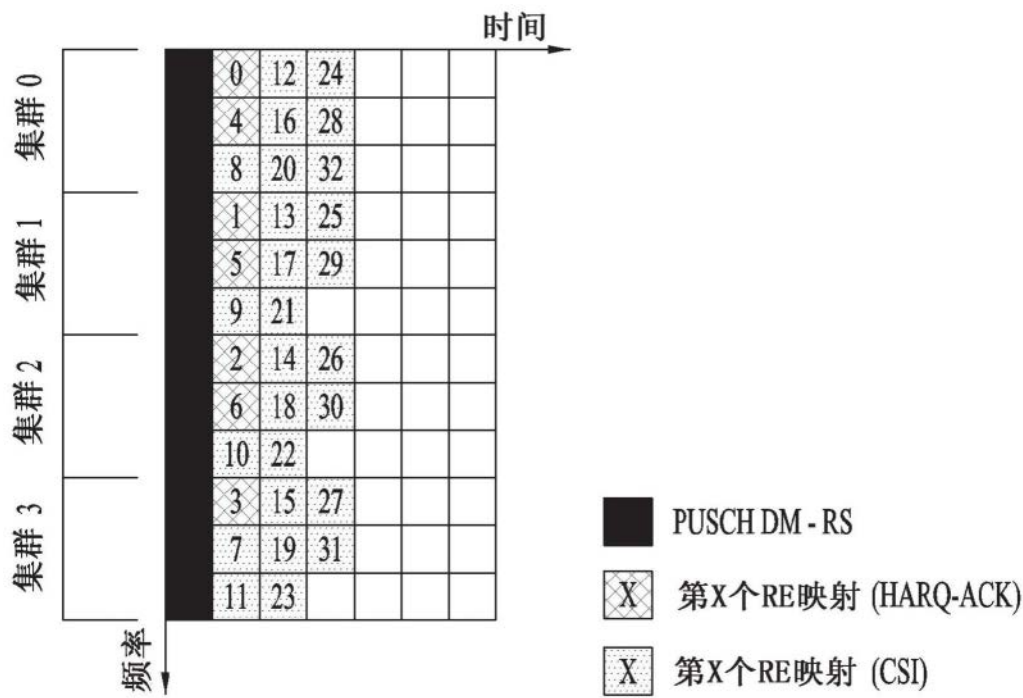 时间
集群 0
集群 1
集群 2
集群 3
0 12 24
4 16 28
8 20 32
1 13 25
5 17 29
9 21
2 14 26
6 18 30
10 22
3 15 27
7 19 31
11 23
频率
PUSCH DM - RS
X 第X个RE映射 (HARQ-ACK)
X 第X个RE映射 (CSI)